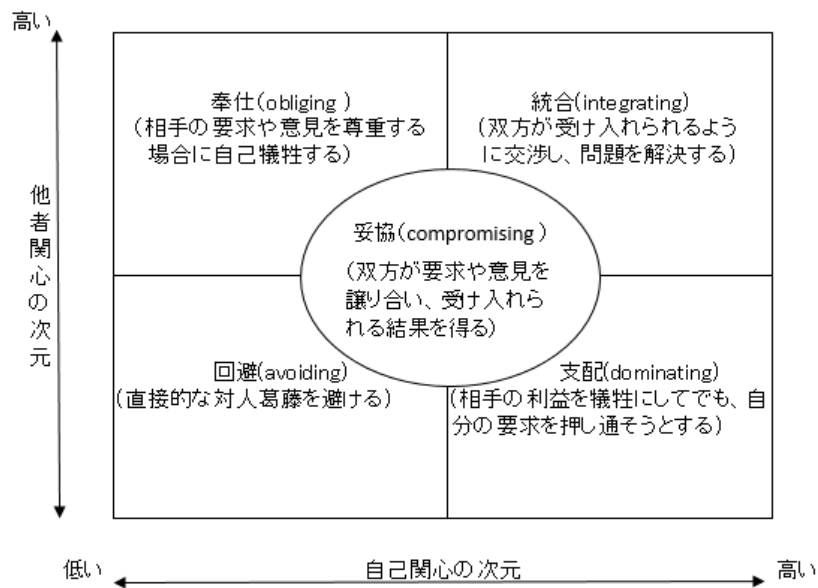 高い
奉仕(obliging )
(相手の要求や意見を尊重する
場合に自己犠牲する)
統合(integrating)
(双方が受け入れられるよう
に交渉し、問題を解決する)
他者関心の次元
妥協(compromising )
(双方が要求や意見を
譲り合い、受け入れら
れる結果を得る)
回避(avoiding)
(直接的な対人葛藤を避ける)
支配(dominating)
(相手の利益を犠牲にしてでも、自
分の要求を押し通そうとする)
低い
自己関心の次元
高い